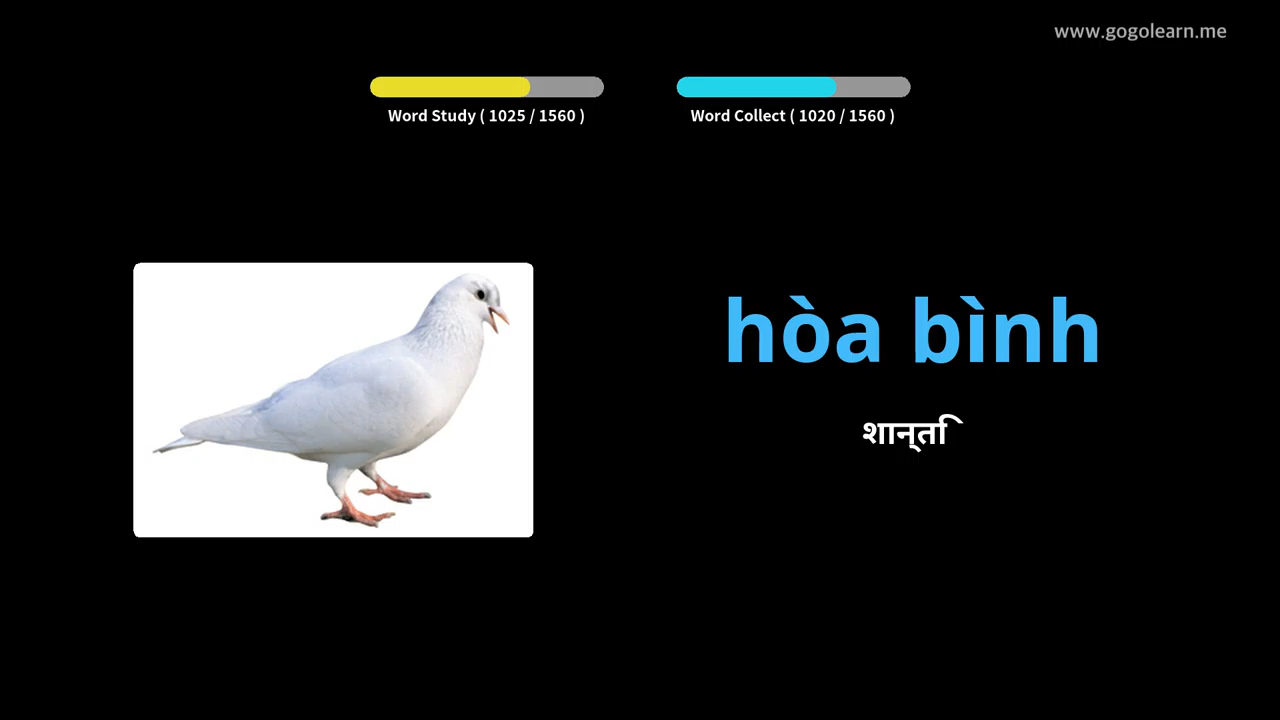 www.gogolearn.me
Word Study ( 1025 / 1560 )
Word Collect ( 1020 / 1560 )
hòa bình
शान्ति